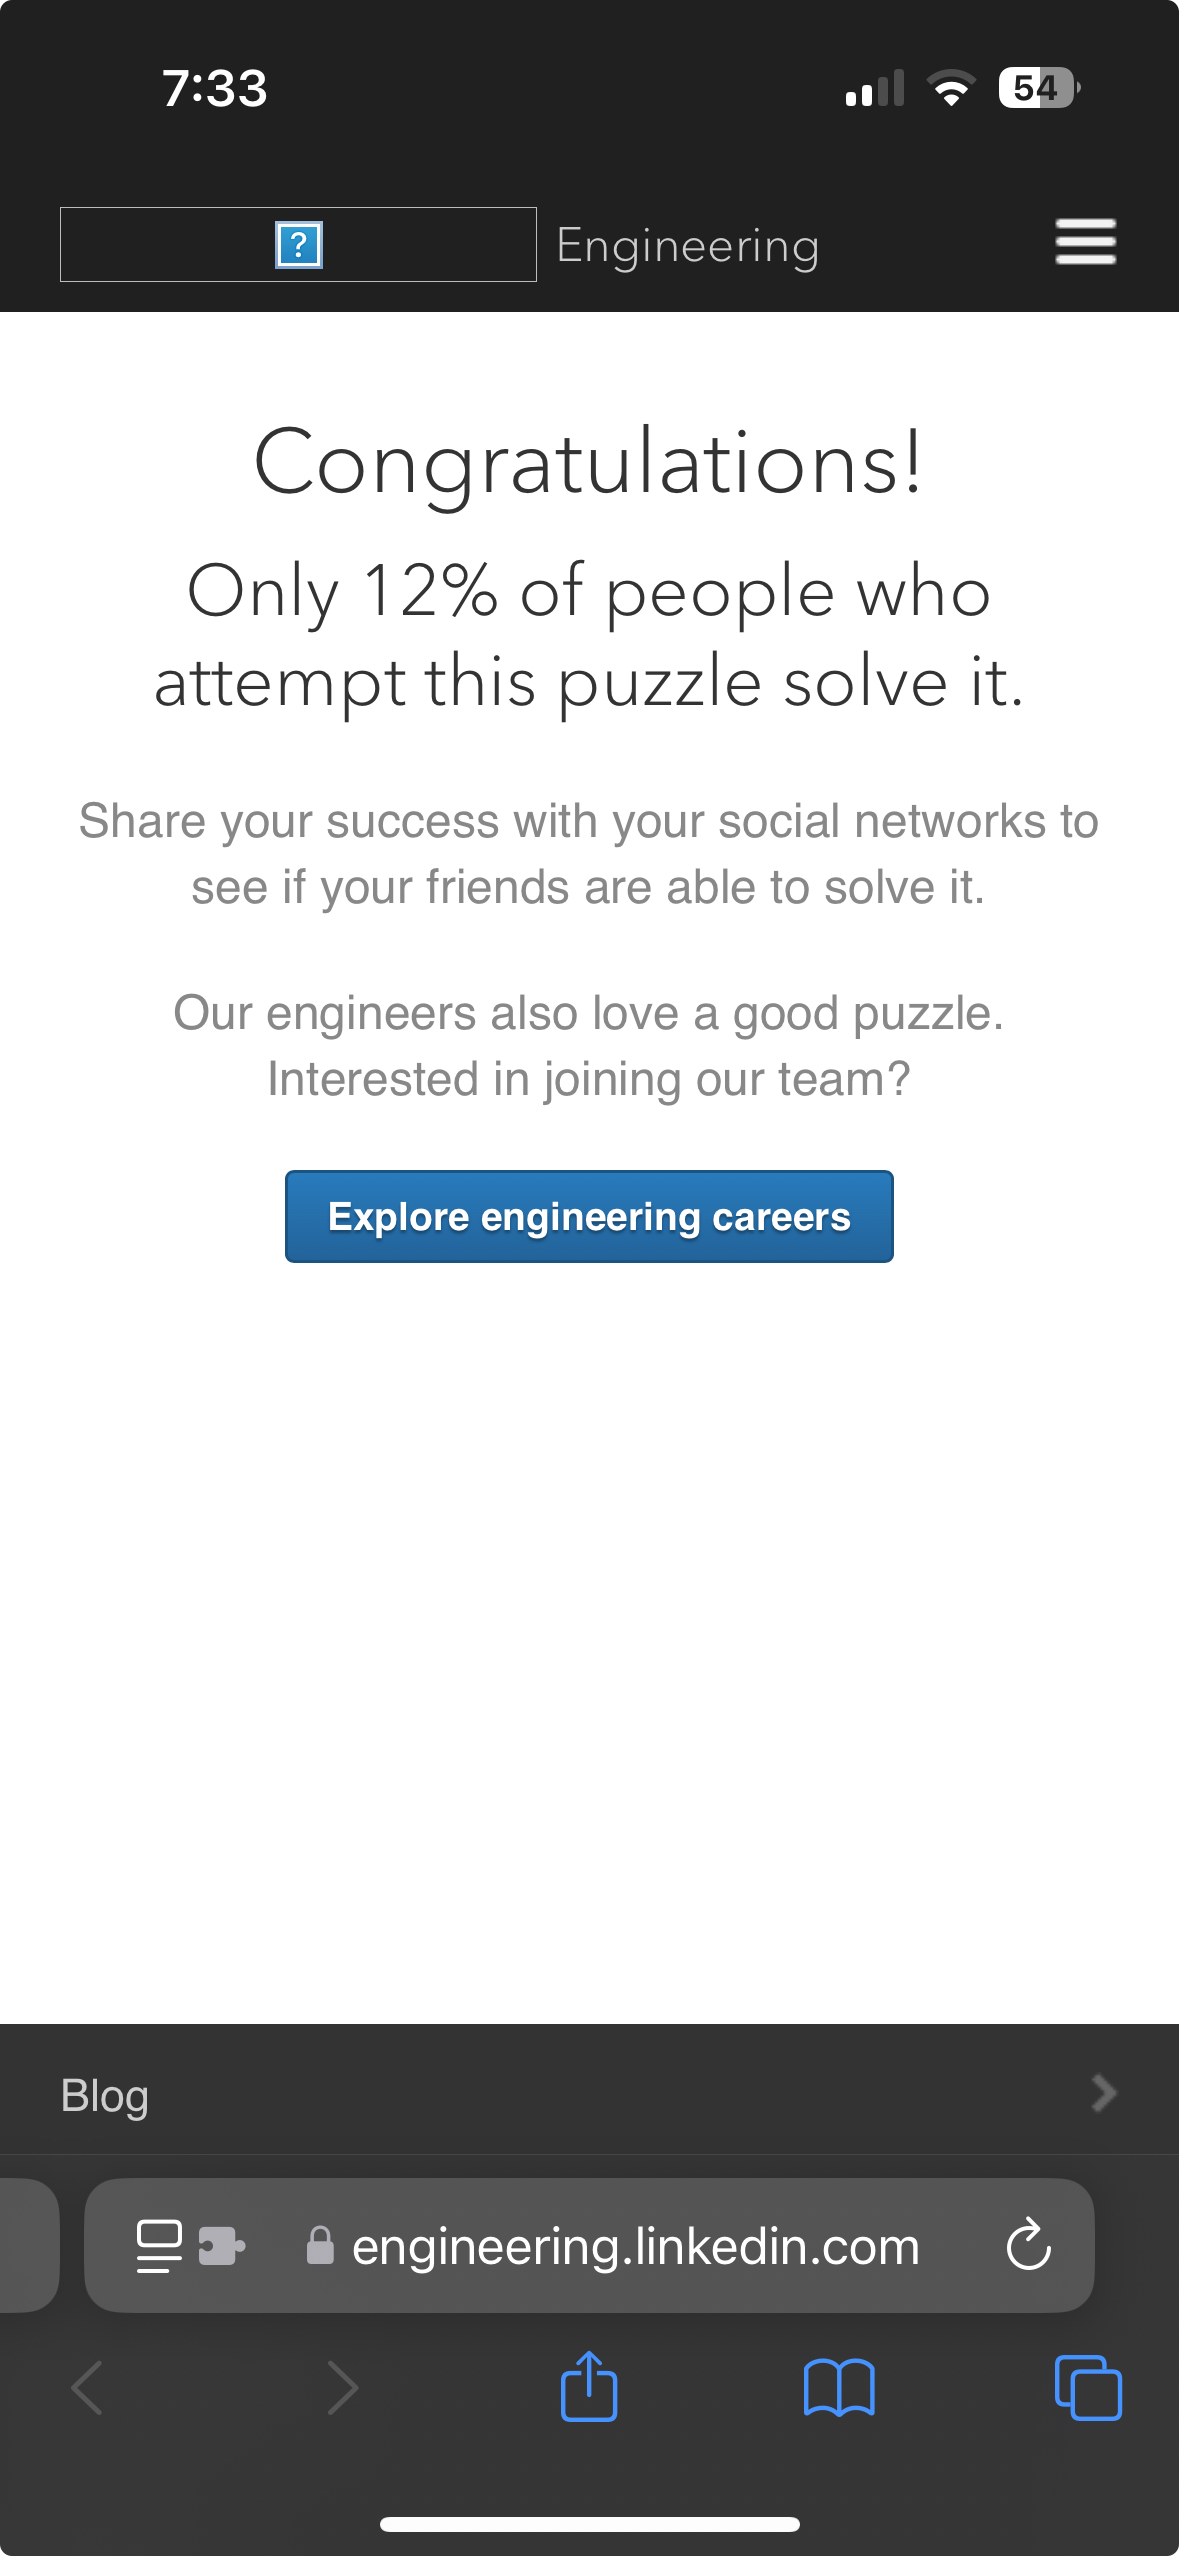 7:33
54
?
Engineering
Congratulations!
Only 12% of people who
attempt this puzzle solve it.
Share your success with your social networks to
see if your friends are able to solve it.
Our engineers also love a good puzzle.
Interested in joining our team?
Explore engineering careers
Blog
engineering.linkedin.com